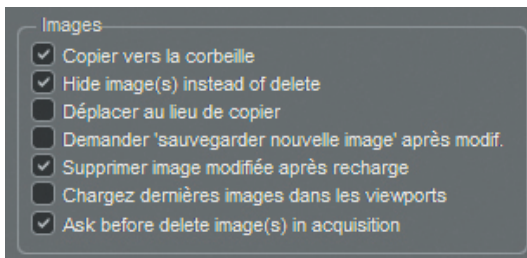 Images
Copier vers la corbeille
Hide image(s) instead of delete
Déplacer au lieu de copier
Demander 'sauvegarder nouvelle image' après modif.
Supprimer image modifiée après recharge
Chargez dernières images dans les viewports
Ask before delete image(s) in acquisition